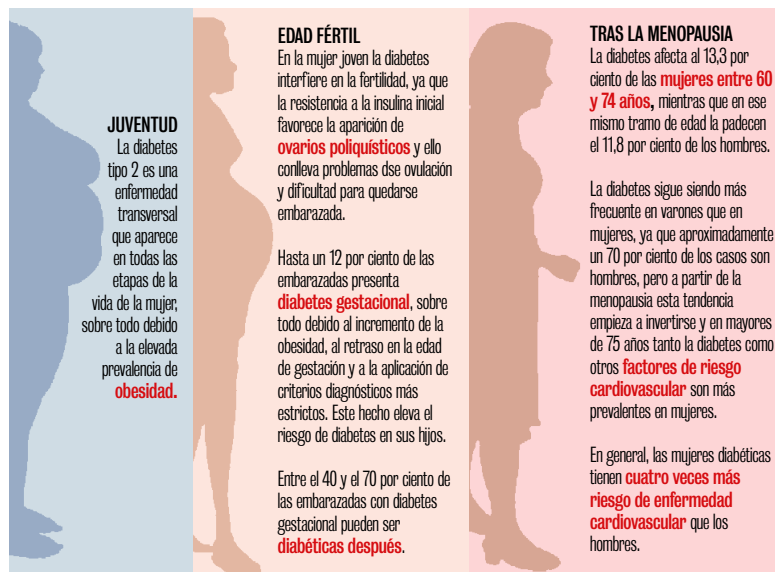 JUVENTUD
La diabetes
tipo 2 es una
enfermedad
transversal
que aparece
en todas las
etapas de la
vida de la mujer,
sobre todo debido
a la elevada
prevalencia de
obesidad.
EDAD FÉRTIL
En la mujer joven la diabetes
interfiere en la fertilidad, ya que
la resistencia a la insulina inicial
favorece la aparición de
ovarios poliquísticos y ello
conlleva problemas dse ovulación
y dificultad para quedarse
embarazada.
Hasta un 12 por ciento de las
embarazadas presenta
diabetes gestacional, sobre
todo debido al incremento de la
obesidad, al retraso en la edad
de gestación y a la aplicación de
criterios diagnósticos más
estrictos. Este hecho eleva el
riesgo de diabetes en sus hijos.
Entre el 40 y el 70 por ciento de
las embarazadas con diabetes
gestacional pueden ser
diabéticas después.
TRAS LA MENOPAUSIA
La diabetes afecta al 13,3 por
ciento de las mujeres entre 60
y 74 años, mientras que en ese
mismo tramo de edad la padecen
el 11,8 por ciento de los hombres.
La diabetes sigue siendo más
frecuente en varones que en
mujeres, ya que aproximadamente
un 70 por ciento de los casos son
hombres, pero a partir de la
menopausia esta tendencia
empieza a invertirse y en mayores
de 75 años tanto la diabetes como
otros factores de riesgo
cardiovascular son más
prevalentes en mujeres.
En general, las mujeres diabéticas
tienen cuatro veces más
riesgo de enfermedad
cardiovascular que los
hombres.